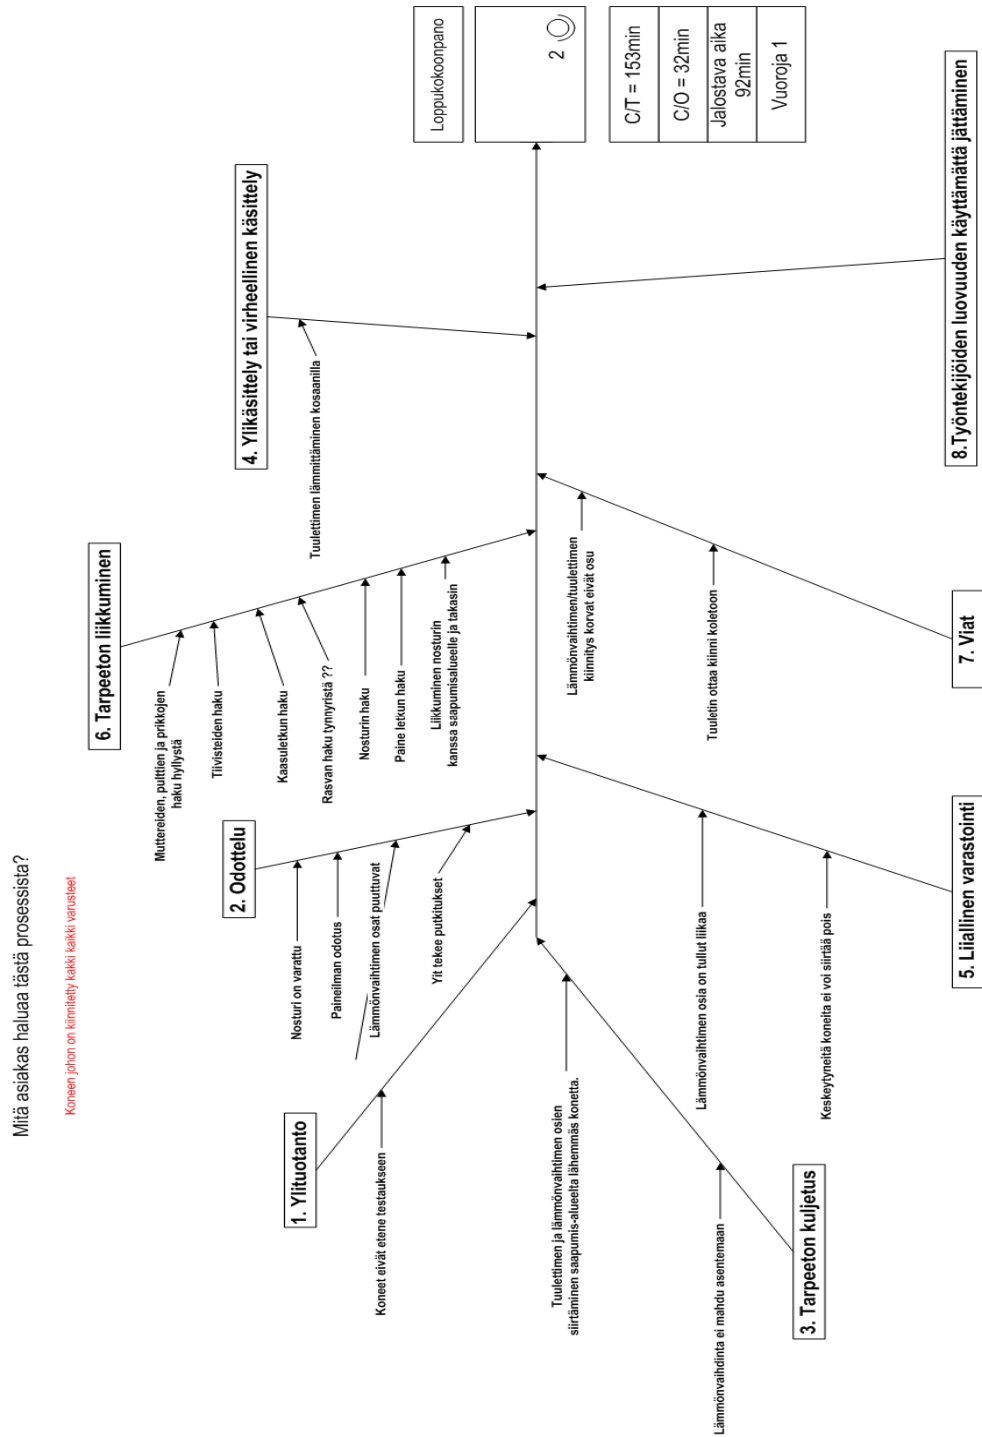 Mitä asiakas haluaa tästä prosessista?
Koneen johon on kiinnitetty kakki kaikki varusteet
1. Ylituotanto
Koneet eivät etene testaukseen
2. Odottelu
Nosturi on varattu
Paineilman odotus
Lämmönvaihtimen osat puuttuvat
Yit tekee putkitukset
6. Tarpeeton liikkuminen
Muttereiden, pulttien ja prikkojen
haku hyllystä
Tiivisteiden haku
Kaasuletkun haku
Rasvan haku tynnyristä ??
Nosturin haku
Paine letkun haku
Liikkuminen nosturin
kanssa saapumisalueelle ja takasin
4. Ylikäsittely tai virheellinen käsittely
Tuulettimen lämmittäminen kosaanilla
Loppukokoonpano
2
C/T = 153min
C/O = 32min
Jalostava aika
92min
Vuoroja 1
Tuulettimen ja lämmönvaihtimen osien
siirtäminen saapumis-alueelta lähemmäs konetta.
Lämmönvaihdinta ei mahdu asentemaan
3. Tarpeeton kuljetus
Lämmönvaihtimen osia on tullut liikaa
Keskeytyneitä koneita ei voi siirtää pois
5. Liiallinen varastointi
Lämmönvaihtimen/tuulettimen
kiinnitys korvat eivät osu
Tuuletin ottaa kiinni koletoon
7. Viat
8.Työntekijöiden luovuuden käyttämättä jättäminen